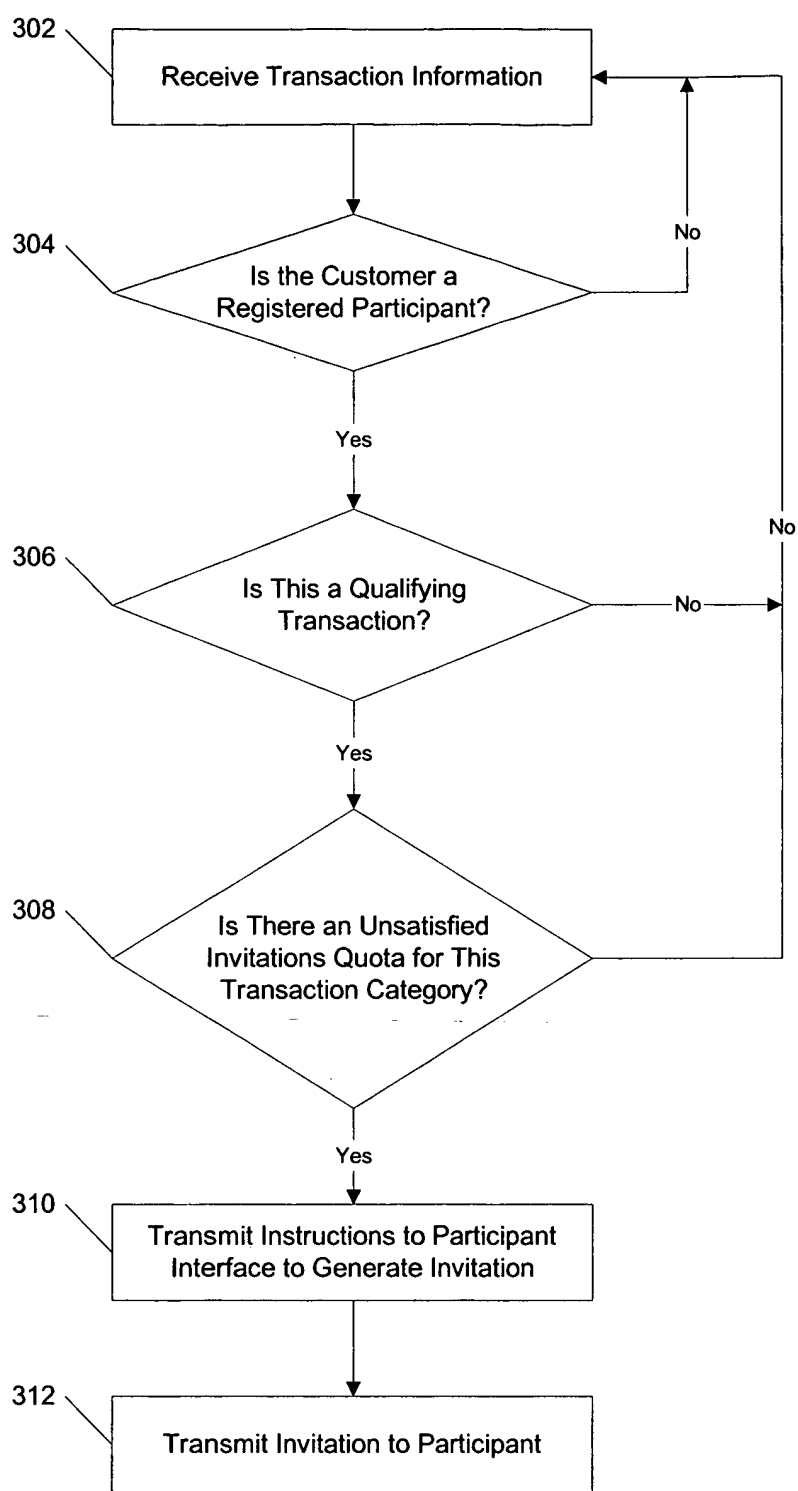 302
Receive Transaction Information
304
Is the Customer a
Registered Participant?
No
Yes
No
306
Is This a Qualifying
Transaction?
No
Yes
308
Is There an Unsatisfied
Invitations Quota for This
Transaction Category?
Yes
310
Transmit Instructions to Participant
Interface to Generate Invitation
312
Transmit Invitation to Participant